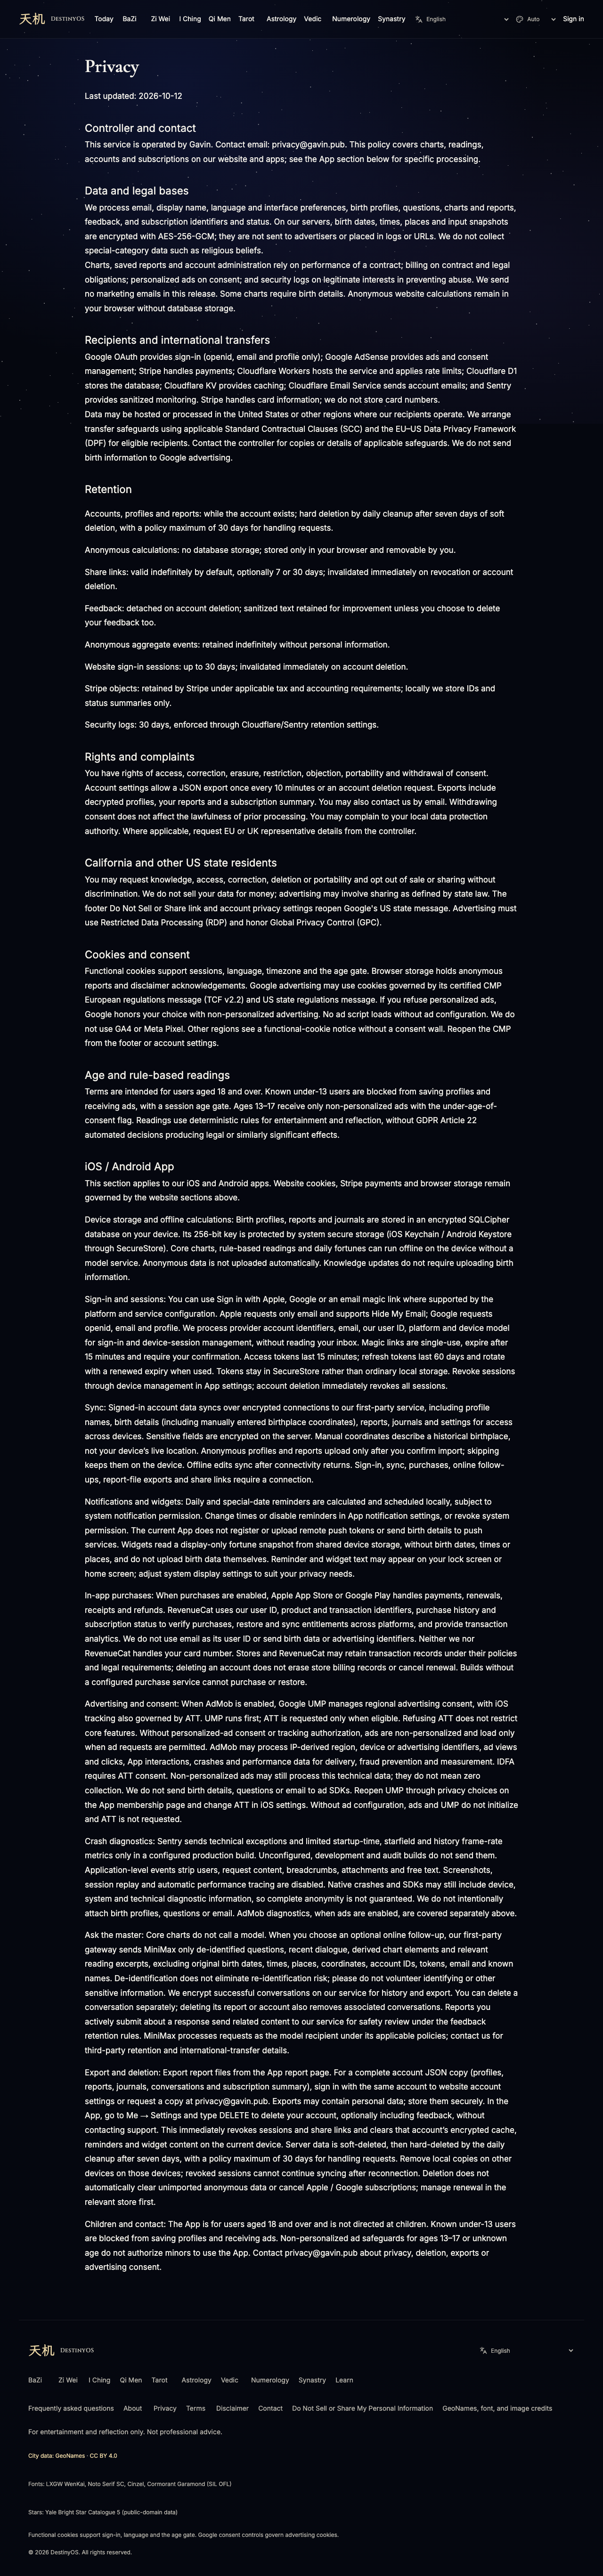 天机 DESTINYOS Today BaZi Zi Wei I Ching Qi Men Tarot Astrology Vedic Numerology Synastry English Auto Sign in
Privacy
Last updated: 2026-10-12
Controller and contact
This service is operated by Gavin. Contact email: privacy@gavin.pub. This policy covers charts, readings,
accounts and subscriptions on our website and apps; see the App section below for specific processing.
Data and legal bases
We process email, display name, language and interface preferences, birth profiles, questions, charts and reports,
feedback, and subscription identifiers and status. On our servers, birth dates, times, places and input snapshots
are encrypted with AES-256-GCM; they are not sent to advertisers or placed in logs or URLs. We do not collect
special-category data such as religious beliefs.
Charts, saved reports and account administration rely on performance of a contract; billing on contract and legal
obligations; personalized ads on consent; and security logs on legitimate interests in preventing abuse. We send
no marketing emails in this release. Some charts require birth details. Anonymous website calculations remain in
your browser without database storage.
Recipients and international transfers
Google OAuth provides sign-in (openid, email and profile only); Google AdSense provides ads and consent
management; Stripe handles payments; Cloudflare Workers hosts the service and applies rate limits; Cloudflare D1
stores the database; Cloudflare KV provides caching; Cloudflare Email Service sends account emails; and Sentry
provides sanitized monitoring. Stripe handles card information; we do not store card numbers.
Data may be hosted or processed in the United States or other regions where our recipients operate. We arrange
transfer safeguards using applicable Standard Contractual Clauses (SCC) and the EU–US Data Privacy Framework
(DPF) for eligible recipients. Contact the controller for copies or details of applicable safeguards. We do not send
birth information to Google advertising.
Retention
Accounts, profiles and reports: while the account exists; hard deletion by daily cleanup after seven days of soft
deletion, with a policy maximum of 30 days for handling requests.
Anonymous calculations: no database storage; stored only in your browser and removable by you.
Share links: valid indefinitely by default, optionally 7 or 30 days; invalidated immediately on revocation or account
deletion.
Feedback: detached on account deletion; sanitized text retained for improvement unless you choose to delete
your feedback too.
Anonymous aggregate events: retained indefinitely without personal information.
Website sign-in sessions: up to 30 days; invalidated immediately on account deletion.
Stripe objects: retained by Stripe under applicable tax and accounting requirements; locally we store IDs and
status summaries only.
Security logs: 30 days, enforced through Cloudflare/Sentry retention settings.
Rights and complaints
You have rights of access, correction, erasure, restriction, objection, portability and withdrawal of consent.
Account settings allow a JSON export once every 10 minutes or an account deletion request. Exports include
decrypted profiles, your reports and a subscription summary. You may also contact us by email. Withdrawing
consent does not affect the lawfulness of prior processing. You may complain to your local data protection
authority. Where applicable, request EU or UK representative details from the controller.
California and other US state residents
You may request knowledge, access, correction, deletion or portability and opt out of sale or sharing without
discrimination. We do not sell your data for money; advertising may involve sharing as defined by state law. The
footer Do Not Sell or Share link and account privacy settings reopen Google's US state message. Advertising must
use Restricted Data Processing (RDP) and honor Global Privacy Control (GPC).
Cookies and consent
Functional cookies support sessions, language, timezone and the age gate. Browser storage holds anonymous
reports and disclaimer acknowledgements. Google advertising may use cookies governed by its certified CMP
European regulations message (TCF v2.2) and US state regulations message. If you refuse personalized ads,
Google honors your choice with non-personalized advertising. No ad script loads without ad configuration. We do
not use GA4 or Meta Pixel. Other regions see a functional-cookie notice without a consent wall. Reopen the CMP
from the footer or account settings.
Age and rule-based readings
Terms are intended for users aged 18 and over. Known under-13 users are blocked from saving profiles and
receiving ads, with a session age gate. Ages 13–17 receive only non-personalized ads with the under-age-of-
consent flag. Readings use deterministic rules for entertainment and reflection, without GDPR Article 22
automated decisions producing legal or similarly significant effects.
iOS / Android App
This section applies to our iOS and Android apps. Website cookies, Stripe payments and browser storage remain
governed by the website sections above.
Device storage and offline calculations: Birth profiles, reports and journals are stored in an encrypted SQLCipher
database on your device. Its 256-bit key is protected by system secure storage (iOS Keychain / Android Keystore
through SecureStore). Core charts, rule-based readings and daily fortunes can run offline on the device without a
model service. Anonymous data is not uploaded automatically. Knowledge updates do not require uploading birth
information.
Sign-in and sessions: You can use Sign in with Apple, Google or an email magic link where supported by the
platform and service configuration. Apple requests only email and supports Hide My Email; Google requests
openid, email and profile. We process provider account identifiers, email, our user ID, platform and device model
for sign-in and device-session management, without reading your inbox. Magic links are single-use, expire after
15 minutes and require your confirmation. Access tokens last 15 minutes; refresh tokens last 60 days and rotate
with a renewed expiry when used. Tokens stay in SecureStore rather than ordinary local storage. Revoke sessions
through device management in App settings; account deletion immediately revokes all sessions.
Sync: Signed-in account data syncs over encrypted connections to our first-party service, including profile
names, birth details (including manually entered birthplace coordinates), reports, journals and settings for access
across devices. Sensitive fields are encrypted on the server. Manual coordinates describe a historical birthplace,
not your device's live location. Anonymous profiles and reports upload only after you confirm import; skipping
keeps them on the device. Offline edits sync after connectivity returns. Sign-in, sync, purchases, online follow-
ups, report-file exports and share links require a connection.
Notifications and widgets: Daily and special-date reminders are calculated and scheduled locally, subject to
system notification permission. Change times or disable reminders in App notification settings, or revoke system
permission. The current App does not register or upload remote push tokens or send birth details to push
services. Widgets read a display-only fortune snapshot from shared device storage, without birth dates, times or
places, and do not upload birth data themselves. Reminder and widget text may appear on your lock screen or
home screen; adjust system display settings to suit your privacy needs.
In-app purchases: When purchases are enabled, Apple App Store or Google Play handles payments, renewals,
receipts and refunds. RevenueCat uses our user ID, product and transaction identifiers, purchase history and
subscription status to verify purchases, restore and sync entitlements across platforms, and provide transaction
analytics. We do not use email as its user ID or send birth data or advertising identifiers. Neither we nor
RevenueCat handles your card number. Stores and RevenueCat may retain transaction records under their policies
and legal requirements; deleting an account does not erase store billing records or cancel renewal. Builds without
a configured purchase service cannot purchase or restore.
Advertising and consent: When AdMob is enabled, Google UMP manages regional advertising consent, with iOS
tracking also governed by ATT. UMP runs first; ATT is requested only when eligible. Refusing ATT does not restrict
core features. Without personalized-ad consent or tracking authorization, ads are non-personalized and load only
when ad requests are permitted. AdMob may process IP-derived region, device or advertising identifiers, ad views
and clicks, App interactions, crashes and performance data for delivery, fraud prevention and measurement. IDFA
requires ATT consent. Non-personalized ads may still process this technical data; they do not mean zero
collection. We do not send birth details, questions or email to ad SDKs. Reopen UMP through privacy choices on
the App membership page and change ATT in iOS settings. Without ad configuration, ads and UMP do not initialize
and ATT is not requested.
Crash diagnostics: Sentry sends technical exceptions and limited startup-time, starfield and history frame-rate
metrics only in a configured production build. Unconfigured, development and audit builds do not send them.
Application-level events strip users, request content, breadcrumbs, attachments and free text. Screenshots,
session replay and automatic performance tracing are disabled. Native crashes and SDKs may still include device,
system and technical diagnostic information, so complete anonymity is not guaranteed. We do not intentionally
attach birth profiles, questions or email. AdMob diagnostics, when ads are enabled, are covered separately above.
Ask the master: Core charts do not call a model. When you choose an optional online follow-up, our first-party
gateway sends MiniMax only de-identified questions, recent dialogue, derived chart elements and relevant
reading excerpts, excluding original birth dates, times, places, coordinates, account IDs, tokens, email and known
names. De-identification does not eliminate re-identification risk; please do not volunteer identifying or other
sensitive information. We encrypt successful conversations on our service for history and export. You can delete a
conversation separately; deleting its report or account also removes associated conversations. Reports you
actively submit about a response send related content to our service for safety review under the feedback
retention rules. MiniMax processes requests as the model recipient under its applicable policies; contact us for
third-party retention and international-transfer details.
Export and deletion: Export report files from the App report page. For a complete account JSON copy (profiles,
reports, journals, conversations and subscription summary), sign in with the same account to website account
settings or request a copy at privacy@gavin.pub. Exports may contain personal data; store them securely. In the
App, go to Me → Settings and type DELETE to delete your account, optionally including feedback, without
contacting support. This immediately revokes sessions and share links and clears that account's encrypted cache,
reminders and widget content on the current device. Server data is soft-deleted, then hard-deleted by the daily
cleanup after seven days, with a policy maximum of 30 days for handling requests. Remove local copies on other
devices on those devices; revoked sessions cannot continue syncing after reconnection. Deletion does not
automatically clear unimported anonymous data or cancel Apple / Google subscriptions; manage renewal in the
relevant store first.
Children and contact: The App is for users aged 18 and over and is not directed at children. Known under-13 users
are blocked from saving profiles and receiving ads. Non-personalized ad safeguards for ages 13–17 or unknown
age do not authorize minors to use the App. Contact privacy@gavin.pub about privacy, deletion, exports or
advertising consent.
天机 DESTINYOS English
BaZi Zi Wei I Ching Qi Men Tarot Astrology Vedic Numerology Synastry Learn
Frequently asked questions About Privacy Terms Disclaimer Contact Do Not Sell or Share My Personal Information GeoNames, font, and image credits
For entertainment and reflection only. Not professional advice.
City data: GeoNames · CC BY 4.0
Fonts: LXGW WenKai, Noto Serif SC, Cinzel, Cormorant Garamond (SIL OFL)
Stars: Yale Bright Star Catalogue 5 (public-domain data)
Functional cookies support sign-in, language and the age gate. Google consent controls govern advertising cookies.
© 2026 DestinyOS. All rights reserved.